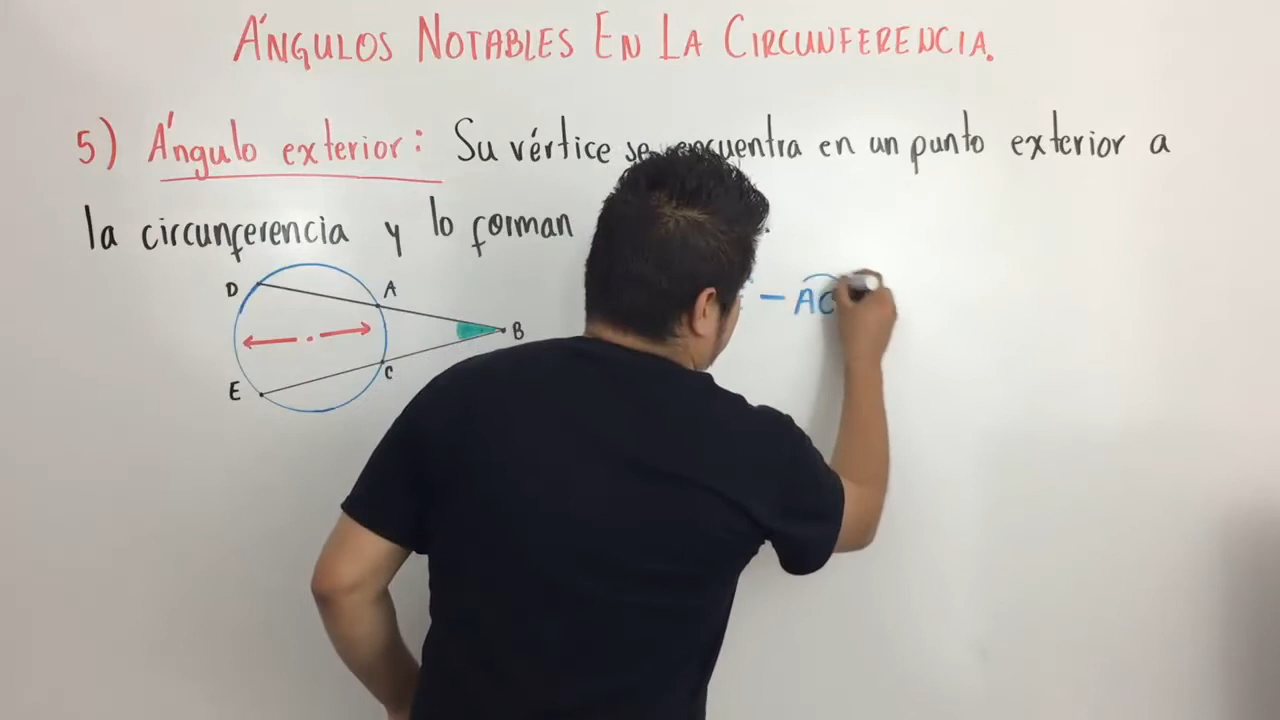 ÁNGULOS NOTABLES EN LA CIRCUNFERENCIA.
5) Ángulo exterior: Su vértice se encuentra en un punto exterior a
la circunferencia y lo forman
D
A
B
C
E
- AC